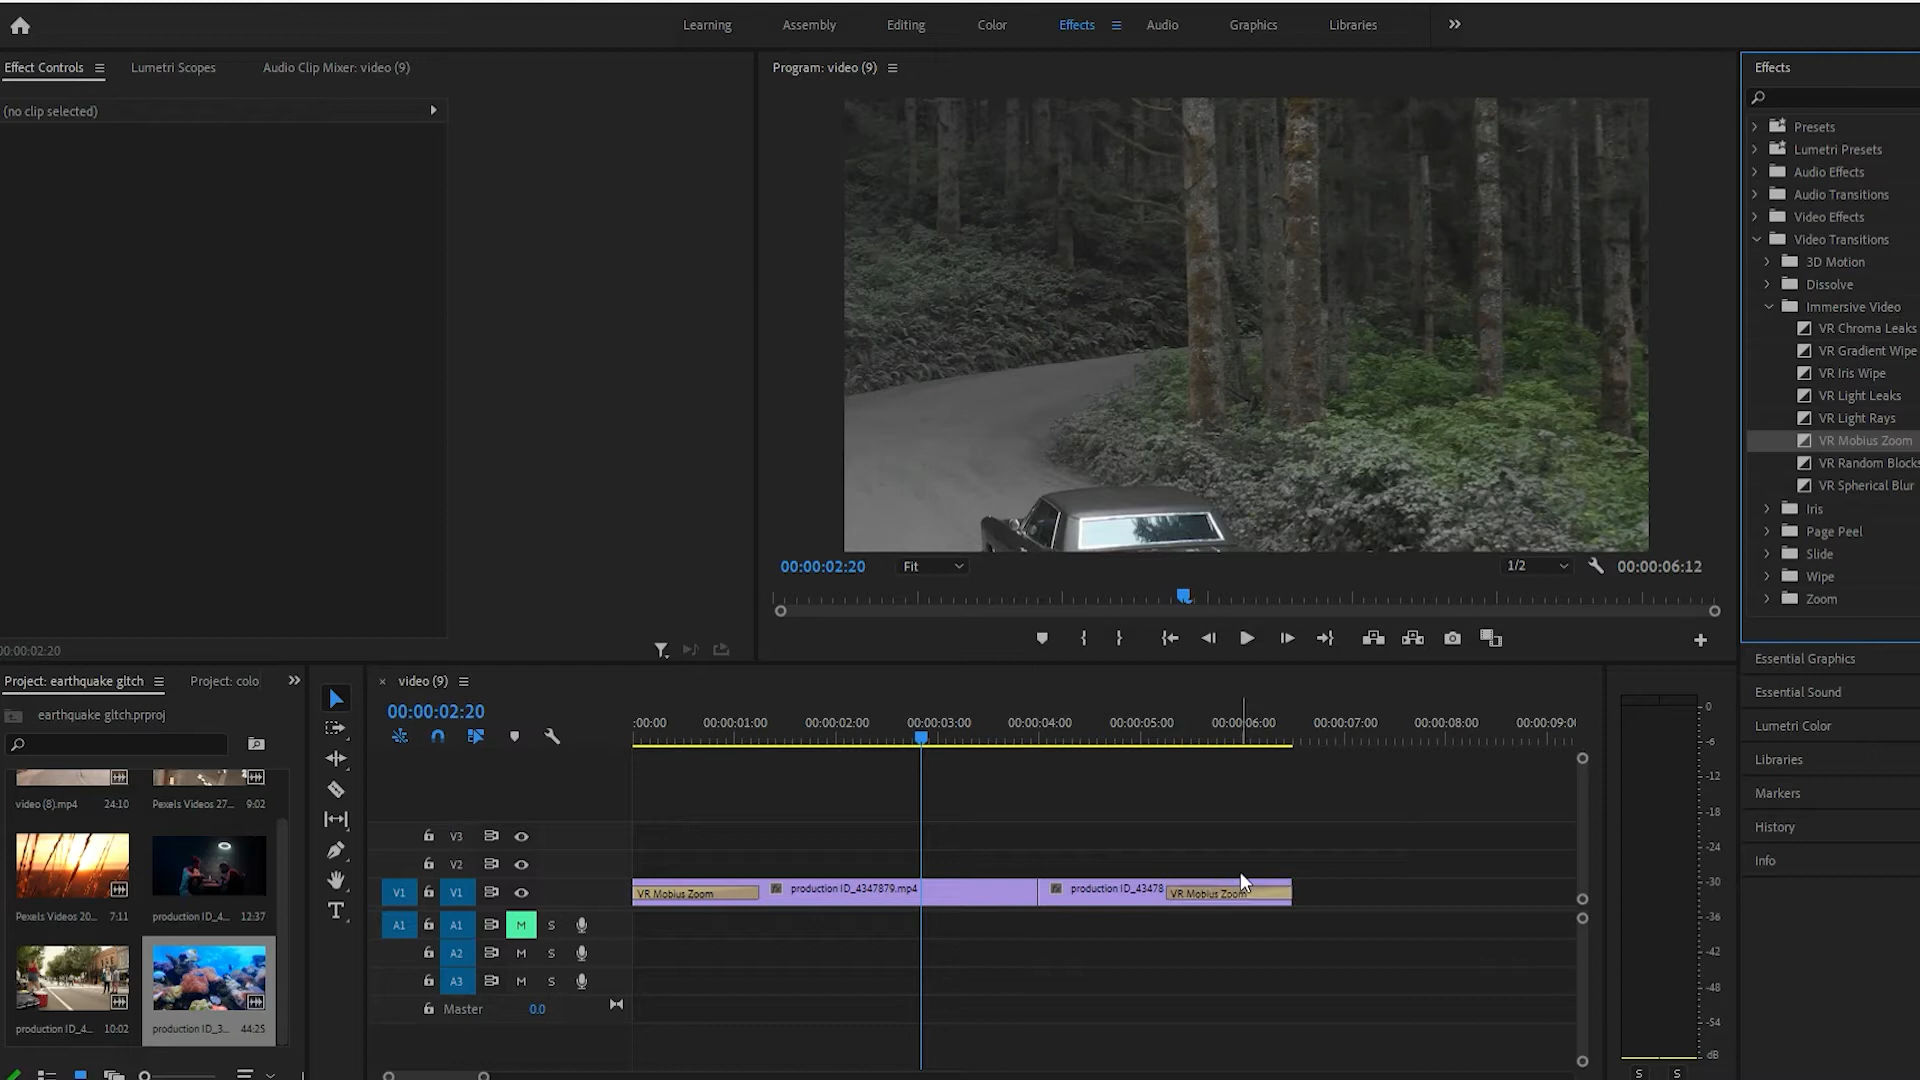 Learning
Assembly
Editing
Color
Effects
Audio
Graphics
Libraries
Effect Controls
Lumetri Scopes
Audio Clip Mixer: video (9)
(no clip selected)
00:00:02:20
Program: video (9)
00:00:02:20
Fit
1/2
00:00:06:12
Effects
Presets
Lumetri Presets
Audio Effects
Audio Transitions
Video Effects
Video Transitions
3D Motion
Dissolve
Immersive Video
VR Chroma Leaks
VR Gradient Wipe
VR Iris Wipe
VR Light Leaks
VR Light Rays
VR Mobius Zoom
VR Random Blocks
VR Spherical Blur
Iris
Page Peel
Slide
Wipe
Zoom
Essential Graphics
Essential Sound
Lumetri Color
Libraries
Markers
History
Info
Project: earthquake gltch
Project: colo
earthquake gltch.prproj
video (8).mp4 24:10
Pexels Videos 27... 9:02
Pexels Videos 20... 7:11
production ID_4... 12:37
production ID_4... 10:02
production ID_3... 44:25
video (9)
00:00:02:20
:00:00 00:00:01:00 00:00:02:00 00:00:03:00 00:00:04:00 00:00:05:00 00:00:06:00 00:00:07:00 00:00:08:00 00:00:09:0
V3
V2
V1 V1
VR Mobius Zoom production ID_4347879.mp4 production ID_43478 VR Mobius Zoom
A1 A1 M S
A2 M S
A3 M S
Master 0.0
0
-6
-12
-18
-24
-30
-36
-42
-48
-54
dB
S S